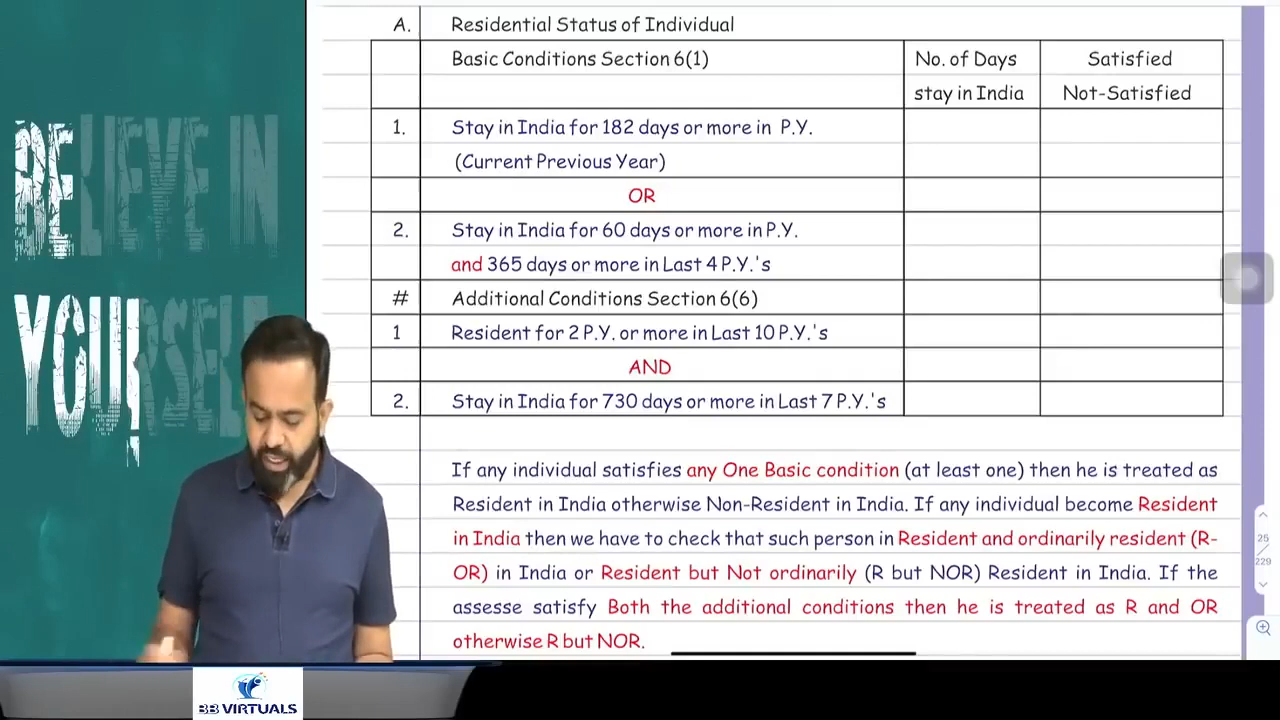 BELIEVE IN
YOURSELF
A. Residential Status of Individual
Basic Conditions Section 6(1) No. of Days Satisfied
stay in India Not-Satisfied
1. Stay in India for 182 days or more in P.Y.
(Current Previous Year)
OR
2. Stay in India for 60 days or more in P.Y.
and 365 days or more in Last 4 P.Y.'s
# Additional Conditions Section 6(6)
1 Resident for 2 P.Y. or more in Last 10 P.Y.'s
AND
2. Stay in India for 730 days or more in Last 7 P.Y.'s
If any individual satisfies any One Basic condition (at least one) then he is treated as
Resident in India otherwise Non-Resident in India. If any individual become Resident
in India then we have to check that such person in Resident and ordinarily resident (R-
OR) in India or Resident but Not ordinarily (R but NOR) Resident in India. If the
assesse satisfy Both the additional conditions then he is treated as R and OR
otherwise R but NOR.
25
229
BB VIRTUALS